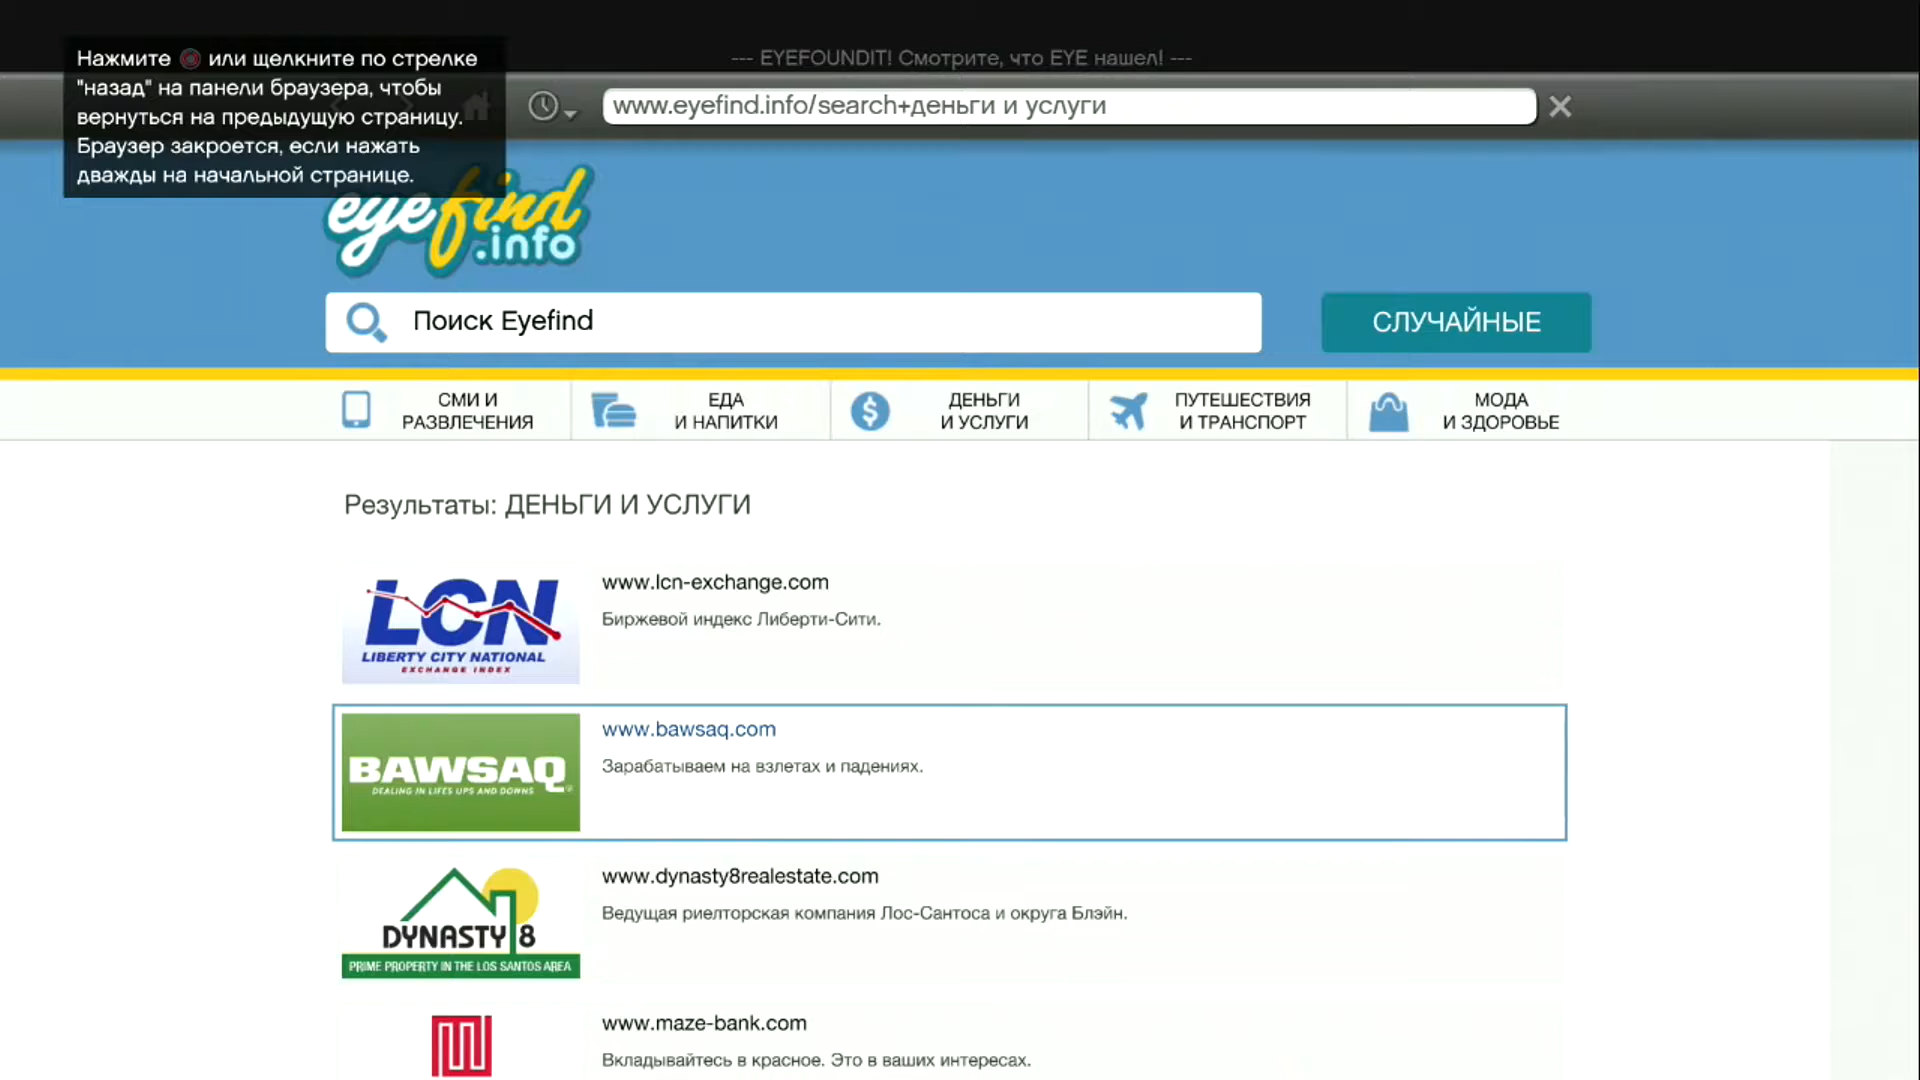 Нажмите или щелкните по стрелке
"назад" на панели браузера, чтобы
вернуться на предыдущую страницу.
Браузер закроется, если нажать
дважды на начальной странице.
--- EYEFOUNDIT! Смотрите, что EYE нашел! ---
www.eyefind.info/search+деньги и услуги
eyefind
.info
Поиск Eyefind
СЛУЧАЙНЫЕ
СМИ И
РАЗВЛЕЧЕНИЯ
ЕДА
И НАПИТКИ
ДЕНЬГИ
И УСЛУГИ
ПУТЕШЕСТВИЯ
И ТРАНСПОРТ
МОДА
И ЗДОРОВЬЕ
Результаты: ДЕНЬГИ И УСЛУГИ
LCN
LIBERTY CITY NATIONAL
EXCHANGE INDEX
www.lcn-exchange.com
Биржевой индекс Либерти-Сити.
BAWSAQ
DEALING IN LIFE'S UPS AND DOWNS
www.bawsaq.com
Зарабатываем на взлетах и падениях.
DYNASTY 8
PRIME PROPERTY IN THE LOS SANTOS AREA
www.dynasty8realestate.com
Ведущая риелторская компания Лос-Сантоса и округа Блэйн.
www.maze-bank.com
Вкладывайтесь в красное. Это в ваших интересах.